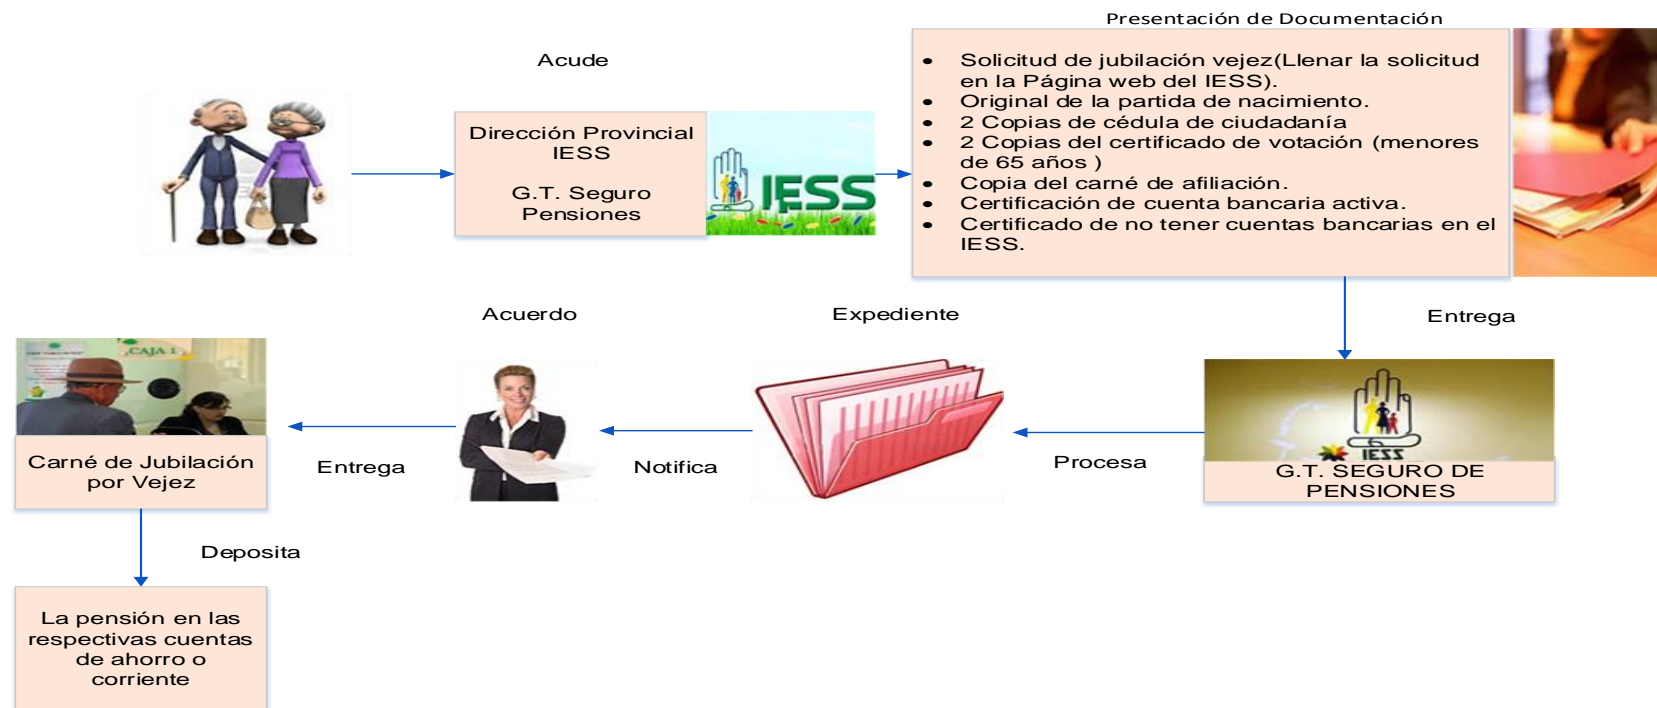 Presentación de Documentación
Acude
Dirección Provincial
IESS
G.T. Seguro
Pensiones
IESS
• Solicitud de jubilación vejez(Llenar la solicitud
en la Página web del IESS).
• Original de la partida de nacimiento.
• 2 Copias de cédula de ciudadanía
• 2 Copias del certificado de votación (menores
de 65 años )
• Copia del carné de afiliación.
• Certificación de cuenta bancaria activa.
• Certificado de no tener cuentas bancarias en el
IESS.
Entrega
IESS
G.T. SEGURO DE
PENSIONES
Procesa
Expediente
Notifica
Acuerdo
Entrega
CAJA 1
Carné de Jubilación
por Vejez
Deposita
La pensión en las
respectivas cuentas
de ahorro o
corriente